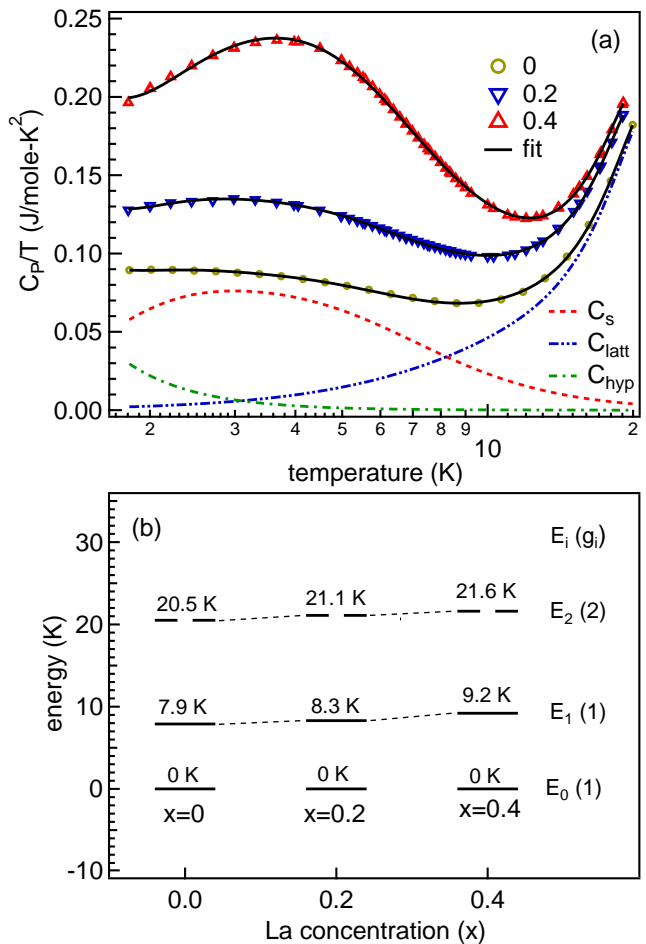 (a)
0.25
0.20
0.15
0.10
0.05
0.00
C_P/T (J/mole-K^2)
0
0.2
0.4
fit
C_s
C_latt
C_hyp
2 3 4 5 6 7 8 9 10 2
temperature (K)
(b)
30
20
10
0
-10
energy (K)
E_i (g_i)
20.5 K 21.1 K 21.6 K E_2 (2)
7.9 K 8.3 K 9.2 K E_1 (1)
0 K 0 K 0 K E_0 (1)
x=0 x=0.2 x=0.4
0.0 0.2 0.4
La concentration (x)